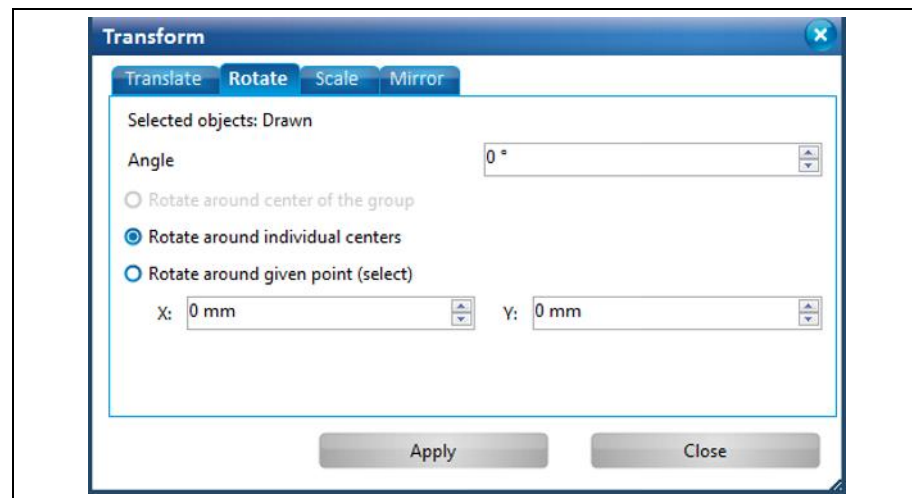 Transform
Translate Rotate Scale Mirror
Selected objects: Drawn
Angle 0 °
Rotate around center of the group
Rotate around individual centers
Rotate around given point (select)
X: 0 mm Y: 0 mm
Apply Close